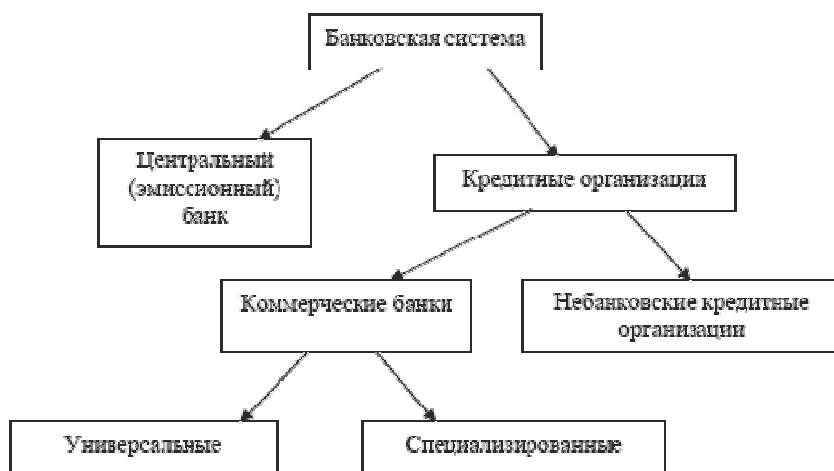 Банковская система
Центральный
(эмиссионный)
банк
Кредитные организации
Коммерческие банки
Небанковские кредитные
организации
Универсальные
Специализированные